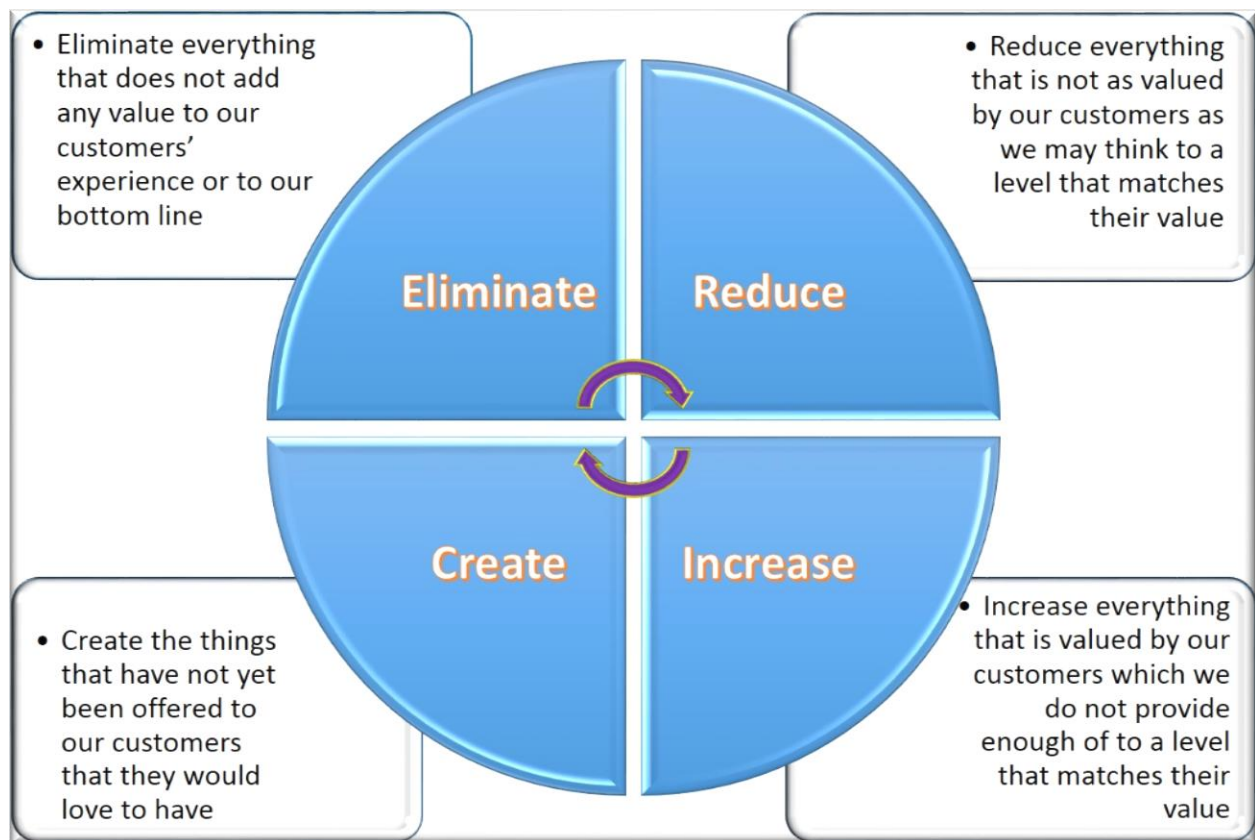 • Eliminate everything
that does not add
any value to our
customers’
experience or to our
bottom line
• Reduce everything
that is not as valued
by our customers as
we may think to a
level that matches
their value
Eliminate
Reduce
Create
Increase
• Create the things
that have not yet
been offered to
our customers
that they would
love to have
• Increase everything
that is valued by our
customers which we
do not provide
enough of to a level
that matches their
value